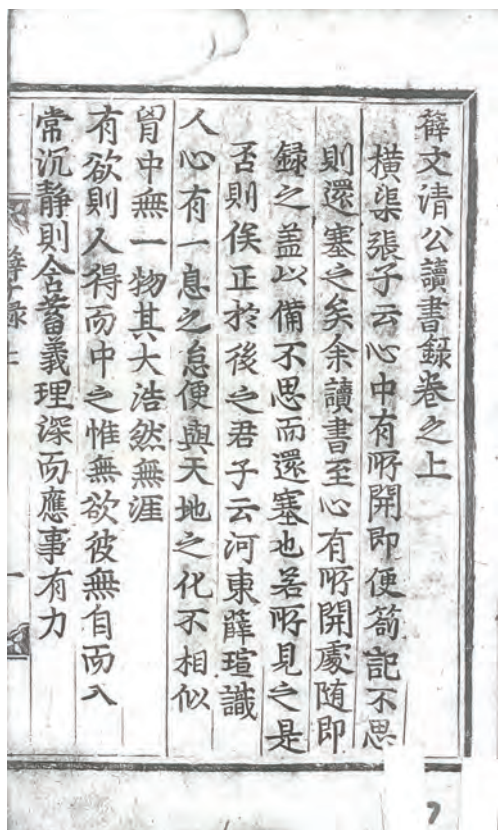 薛文清公讀書錄卷之上
橫渠張子云心中有所開即便箚記不思
則還塞之矣余讀書至心有所開處隨即
錄之盖以備不思而還塞也若所見之是
否則俟正於後之君子云河東薛瑄識
人心有一息之怠便與天地之化不相似
胷中無一物其大浩然無涯
有欲則人得而中之惟無欲彼無自而入
常沉靜則含蓄義理深而應事有力
7